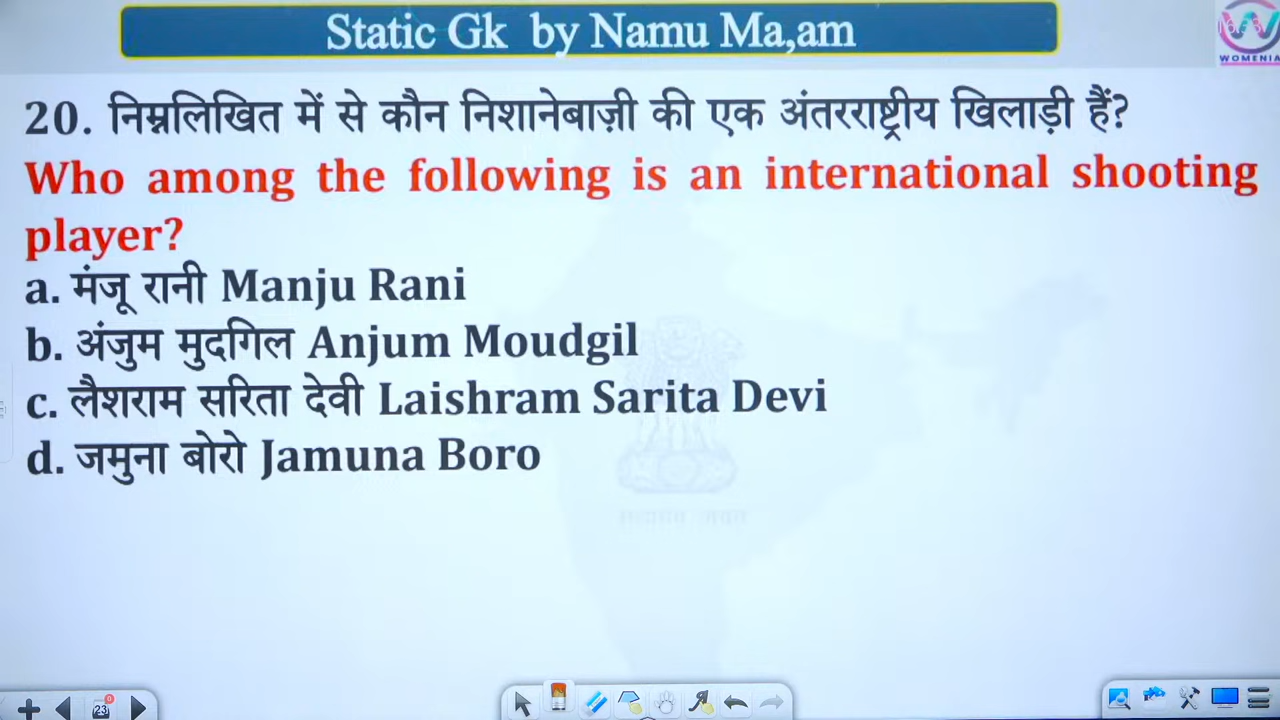 Static Gk by Namu Ma,am
WOMENIA
20. निम्नलिखित में से कौन निशानेबाज़ी की एक अंतरराष्ट्रीय खिलाड़ी हैं?
Who among the following is an international shooting
player?
a. मंजू रानी Manju Rani
b. अंजुम मुदगिल Anjum Moudgil
c. लैशराम सरिता देवी Laishram Sarita Devi
d. जमुना बोरो Jamuna Boro
23